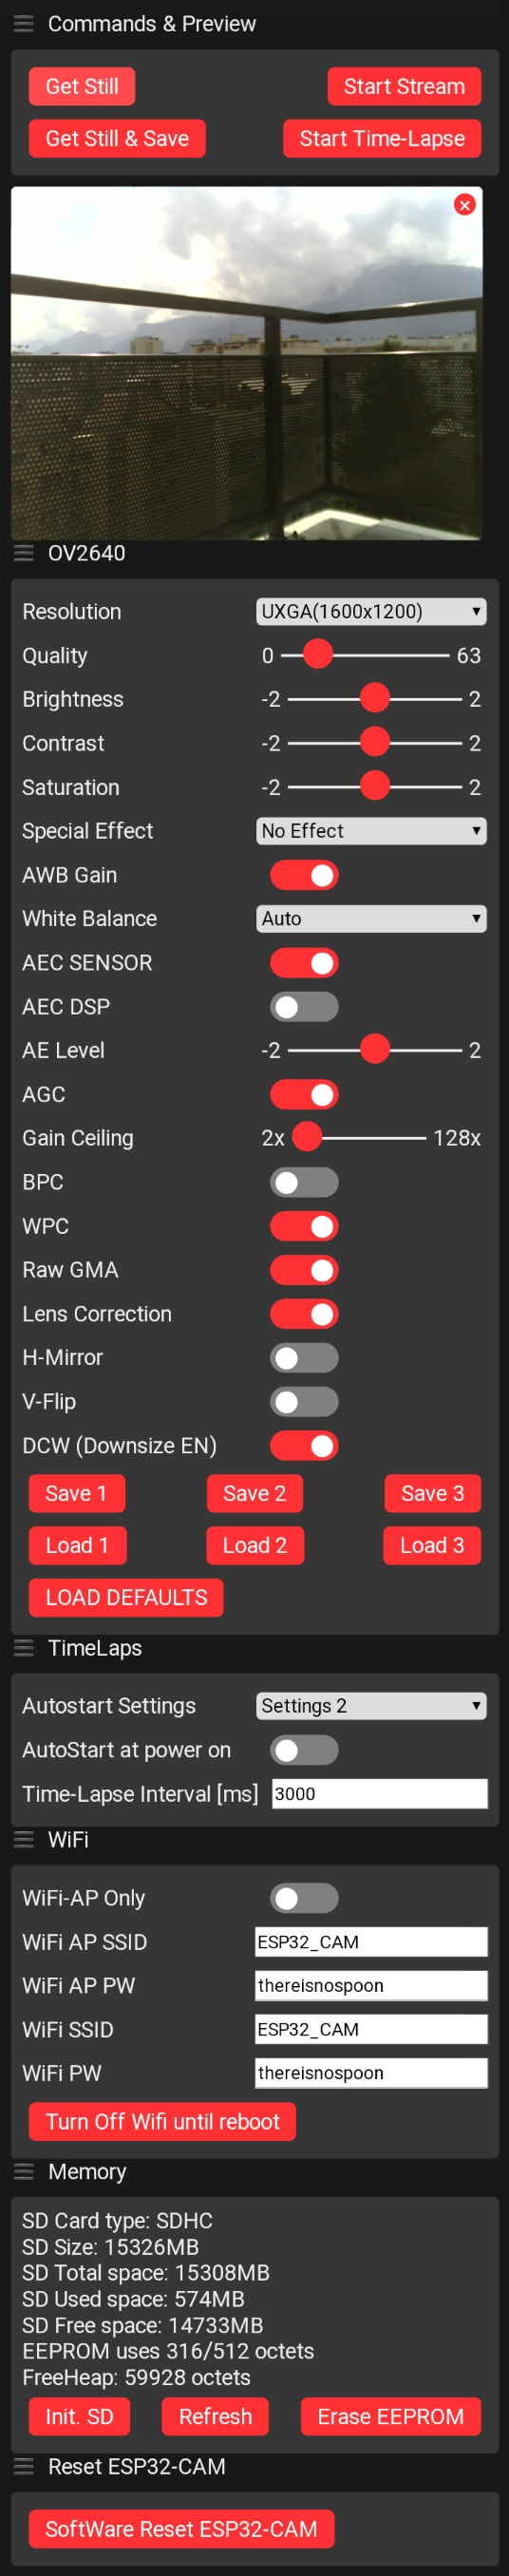 Commands & Preview
Get Still Start Stream
Get Still & Save Start Time-Lapse
OV2640
Resolution UXGA(1600x1200)
Quality 0 63
Brightness -2 2
Contrast -2 2
Saturation -2 2
Special Effect No Effect
AWB Gain
White Balance Auto
AEC SENSOR
AEC DSP
AE Level -2 2
AGC
Gain Ceiling 2x 128x
BPC
WPC
Raw GMA
Lens Correction
H-Mirror
V-Flip
DCW (Downsize EN)
Save 1 Save 2 Save 3
Load 1 Load 2 Load 3
LOAD DEFAULTS
TimeLaps
Autostart Settings Settings 2
AutoStart at power on
Time-Lapse Interval [ms] 3000
WiFi
WiFi-AP Only
WiFi AP SSID ESP32_CAM
WiFi AP PW thereisnospoon
WiFi SSID ESP32_CAM
WiFi PW thereisnospoon
Turn Off Wifi until reboot
Memory
SD Card type: SDHC
SD Size: 15326MB
SD Total space: 15308MB
SD Used space: 574MB
SD Free space: 14733MB
EEPROM uses 316/512 octets
FreeHeap: 59928 octets
Init. SD Refresh Erase EEPROM
Reset ESP32-CAM
SoftWare Reset ESP32-CAM